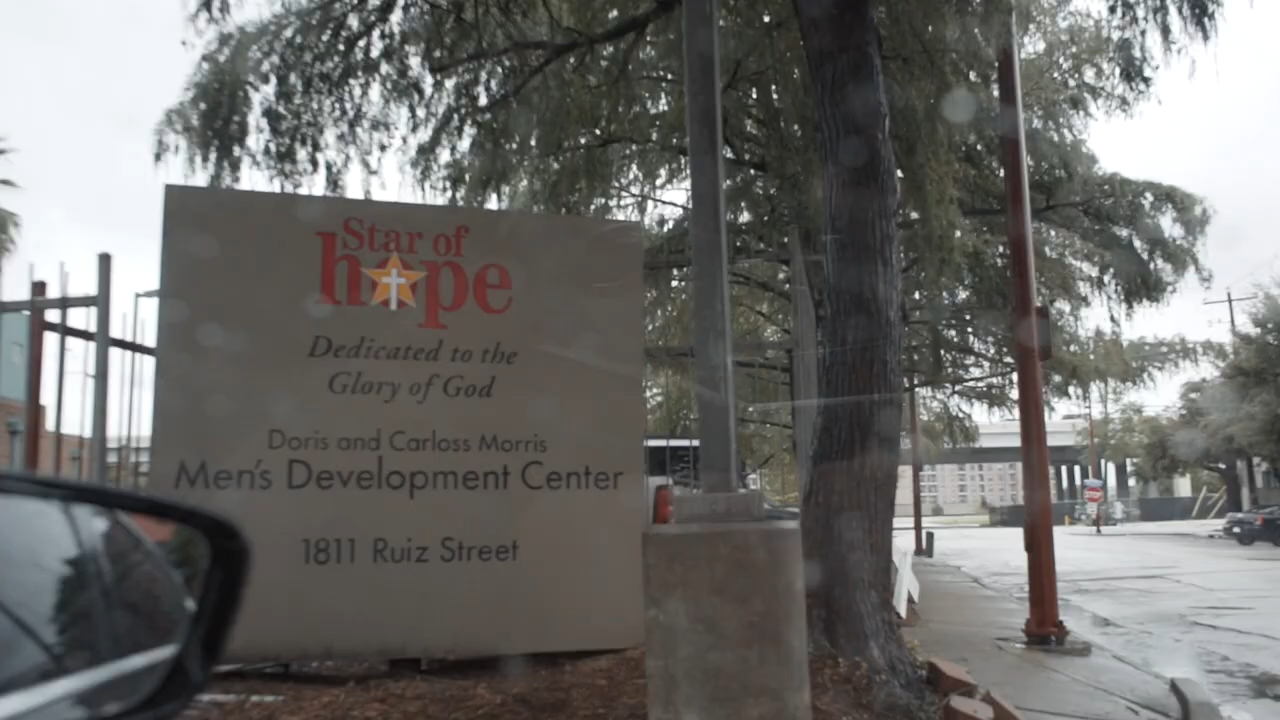 Star of
hope
Dedicated to the
Glory of God
Doris and Carloss Morris
Men's Development Center
1811 Ruiz Street
STOP